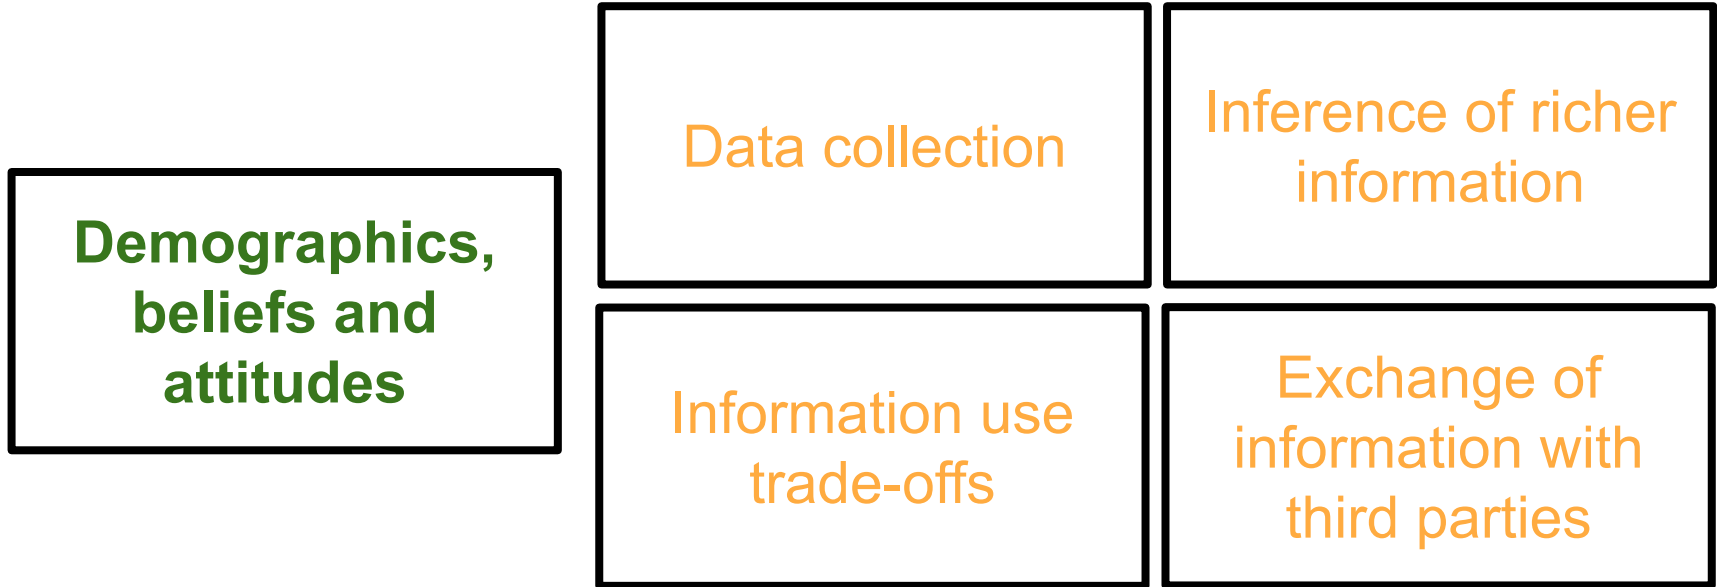 Demographics,
beliefs and
attitudes
Data collection
Inference of richer
information
Information use
trade-offs
Exchange of
information with
third parties